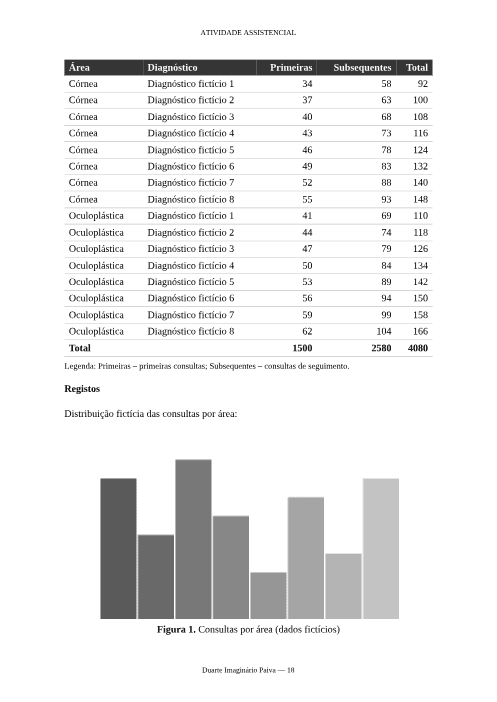 ATIVIDADE ASSISTENCIAL
Área Diagnóstico Primeiras Subsequentes Total
Córnea Diagnóstico fictício 1 34 58 92
Córnea Diagnóstico fictício 2 37 63 100
Córnea Diagnóstico fictício 3 40 68 108
Córnea Diagnóstico fictício 4 43 73 116
Córnea Diagnóstico fictício 5 46 78 124
Córnea Diagnóstico fictício 6 49 83 132
Córnea Diagnóstico fictício 7 52 88 140
Córnea Diagnóstico fictício 8 55 93 148
Oculoplástica Diagnóstico fictício 1 41 69 110
Oculoplástica Diagnóstico fictício 2 44 74 118
Oculoplástica Diagnóstico fictício 3 47 79 126
Oculoplástica Diagnóstico fictício 4 50 84 134
Oculoplástica Diagnóstico fictício 5 53 89 142
Oculoplástica Diagnóstico fictício 6 56 94 150
Oculoplástica Diagnóstico fictício 7 59 99 158
Oculoplástica Diagnóstico fictício 8 62 104 166
Total 1500 2580 4080
Legenda: Primeiras – primeiras consultas; Subsequentes – consultas de seguimento.
Registos
Distribuição fictícia das consultas por área:
Figura 1. Consultas por área (dados fictícios)
Duarte Imaginário Paiva — 18